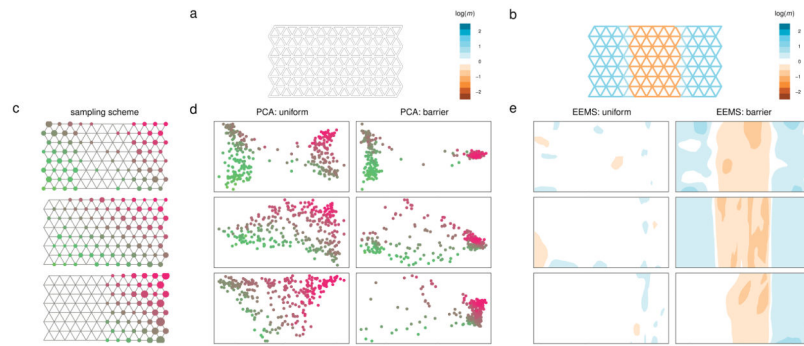 a
log(m)
2
1
0
−1
−2
b
log(m)
2
1
0
−1
−2
c
sampling scheme
d
PCA: uniform
PCA: barrier
e
EEMS: uniform
EEMS: barrier